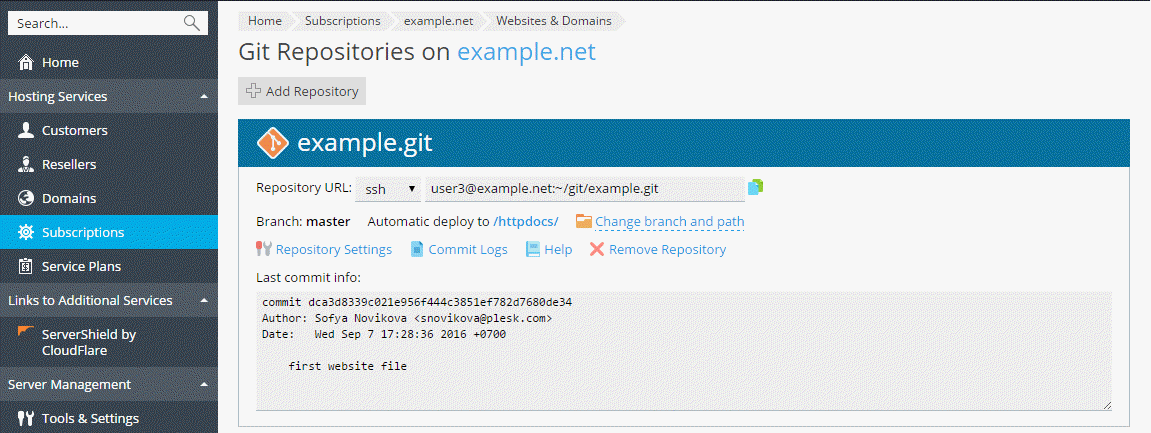 Search...
Home
Hosting Services
Customers
Resellers
Domains
Subscriptions
Service Plans
Links to Additional Services
ServerShield by
CloudFlare
Server Management
Tools & Settings
Home Subscriptions example.net Websites & Domains
Git Repositories on example.net
Add Repository
example.git
Repository URL: ssh user3@example.net:~/git/example.git
Branch: master Automatic deploy to /httpdocs/ Change branch and path
Repository Settings Commit Logs Help Remove Repository
Last commit info:
commit dca3d8339c021e956f444c3851ef782d7680de34
Author: Sofya Novikova <snovikova@plesk.com>
Date: Wed Sep 7 17:28:36 2016 +0700
first website file